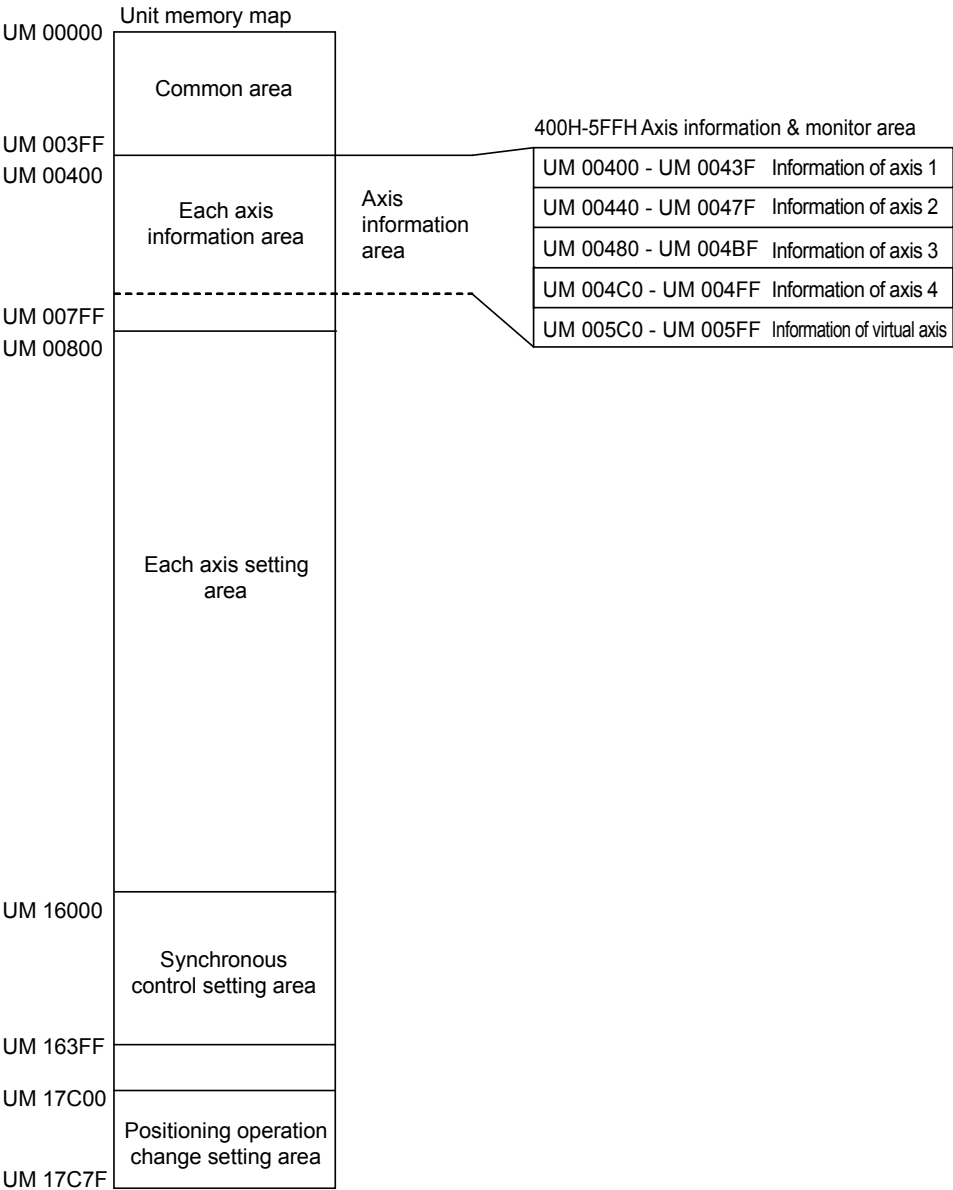 Unit memory map
UM 00000
Common area
UM 003FF
UM 00400
Each axis
information area
Axis
information
area
400H-5FFH Axis information & monitor area
UM 00400 - UM 0043F Information of axis 1
UM 00440 - UM 0047F Information of axis 2
UM 00480 - UM 004BF Information of axis 3
UM 004C0 - UM 004FF Information of axis 4
UM 005C0 - UM 005FF Information of virtual axis
UM 007FF
UM 00800
Each axis setting
area
UM 16000
Synchronous
control setting area
UM 163FF
UM 17C00
Positioning operation
change setting area
UM 17C7F